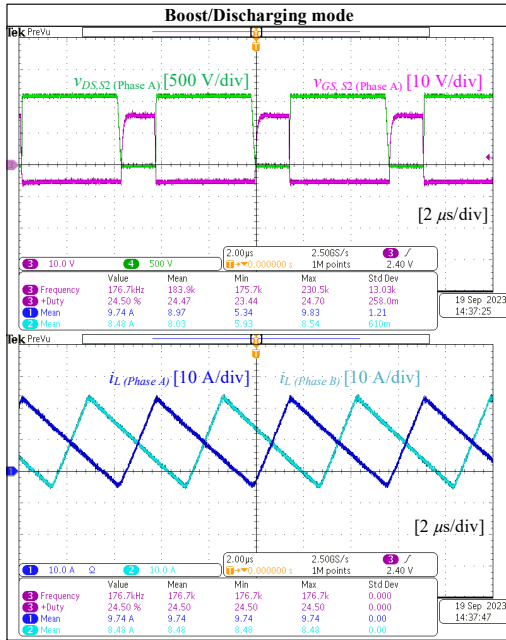 Boost/Discharging mode
Tek PreVu
T
vDS,S2 (Phase A) [500 V/div] vGS, S2 (Phase A) [10 V/div]
3
[2 μs/div]
3 10.0 V 4 500 V
2.00μs 2.50GS/s 3 /
T→▼0.000000 s 1M points 2.40 V
Value Mean Min Max Std Dev
3 Frequency 176.7kHz 183.9k 175.7k 230.5k 13.03k
3 +Duty 24.50 % 24.47 23.44 24.70 258.0m
1 Mean 9.74 A 8.97 5.34 9.83 1.21
2 Mean 8.48 A 8.03 5.93 8.54 610m
19 Sep 2023
14:37:25
Tek PreVu
T
iL (Phase A) [10 A/div] iL (Phase B) [10 A/div]
1
[2 μs/div]
1 10.0 A Ω 2 10.0 A
2.00μs 2.50GS/s 3 /
T→▼0.000000 s 1M points 2.40 V
Value Mean Min Max Std Dev
3 Frequency 176.7kHz 176.7k 176.7k 176.7k 0.000
3 +Duty 24.50 % 24.50 24.50 24.50 0.000
1 Mean 9.74 A 9.74 9.74 9.74 0.00
2 Mean 8.48 A 8.48 8.48 8.48 0.00
19 Sep 2023
14:37:47